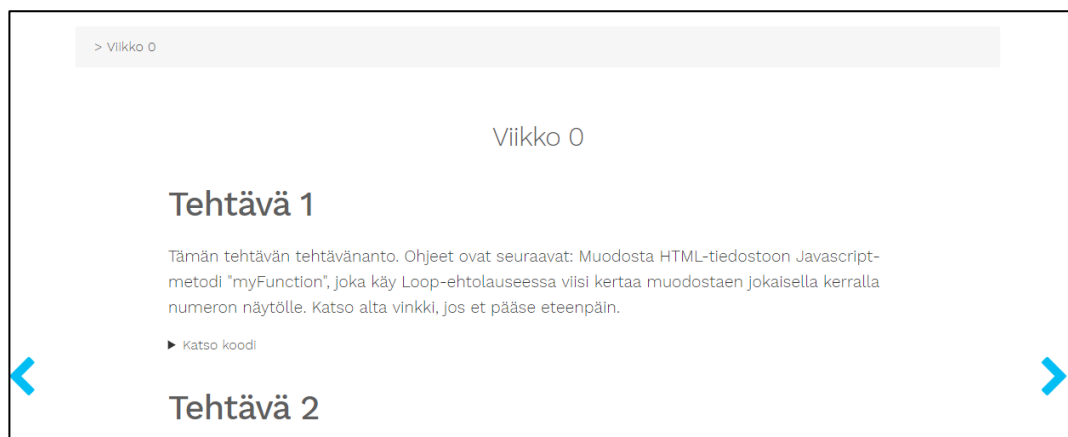 > Viikko 0
Viikko 0
Tehtävä 1
Tämän tehtävän tehtävänanto. Ohjeet ovat seuraavat: Muodosta HTML-tiedostoon Javascript-
metodi "myFunction", joka käy Loop-ehtolauseessa viisi kertaa muodostaen jokaisella kerralla
numeron näytölle. Katso alta vinkki, jos et pääse eteenpäin.
Katso koodi
Tehtävä 2